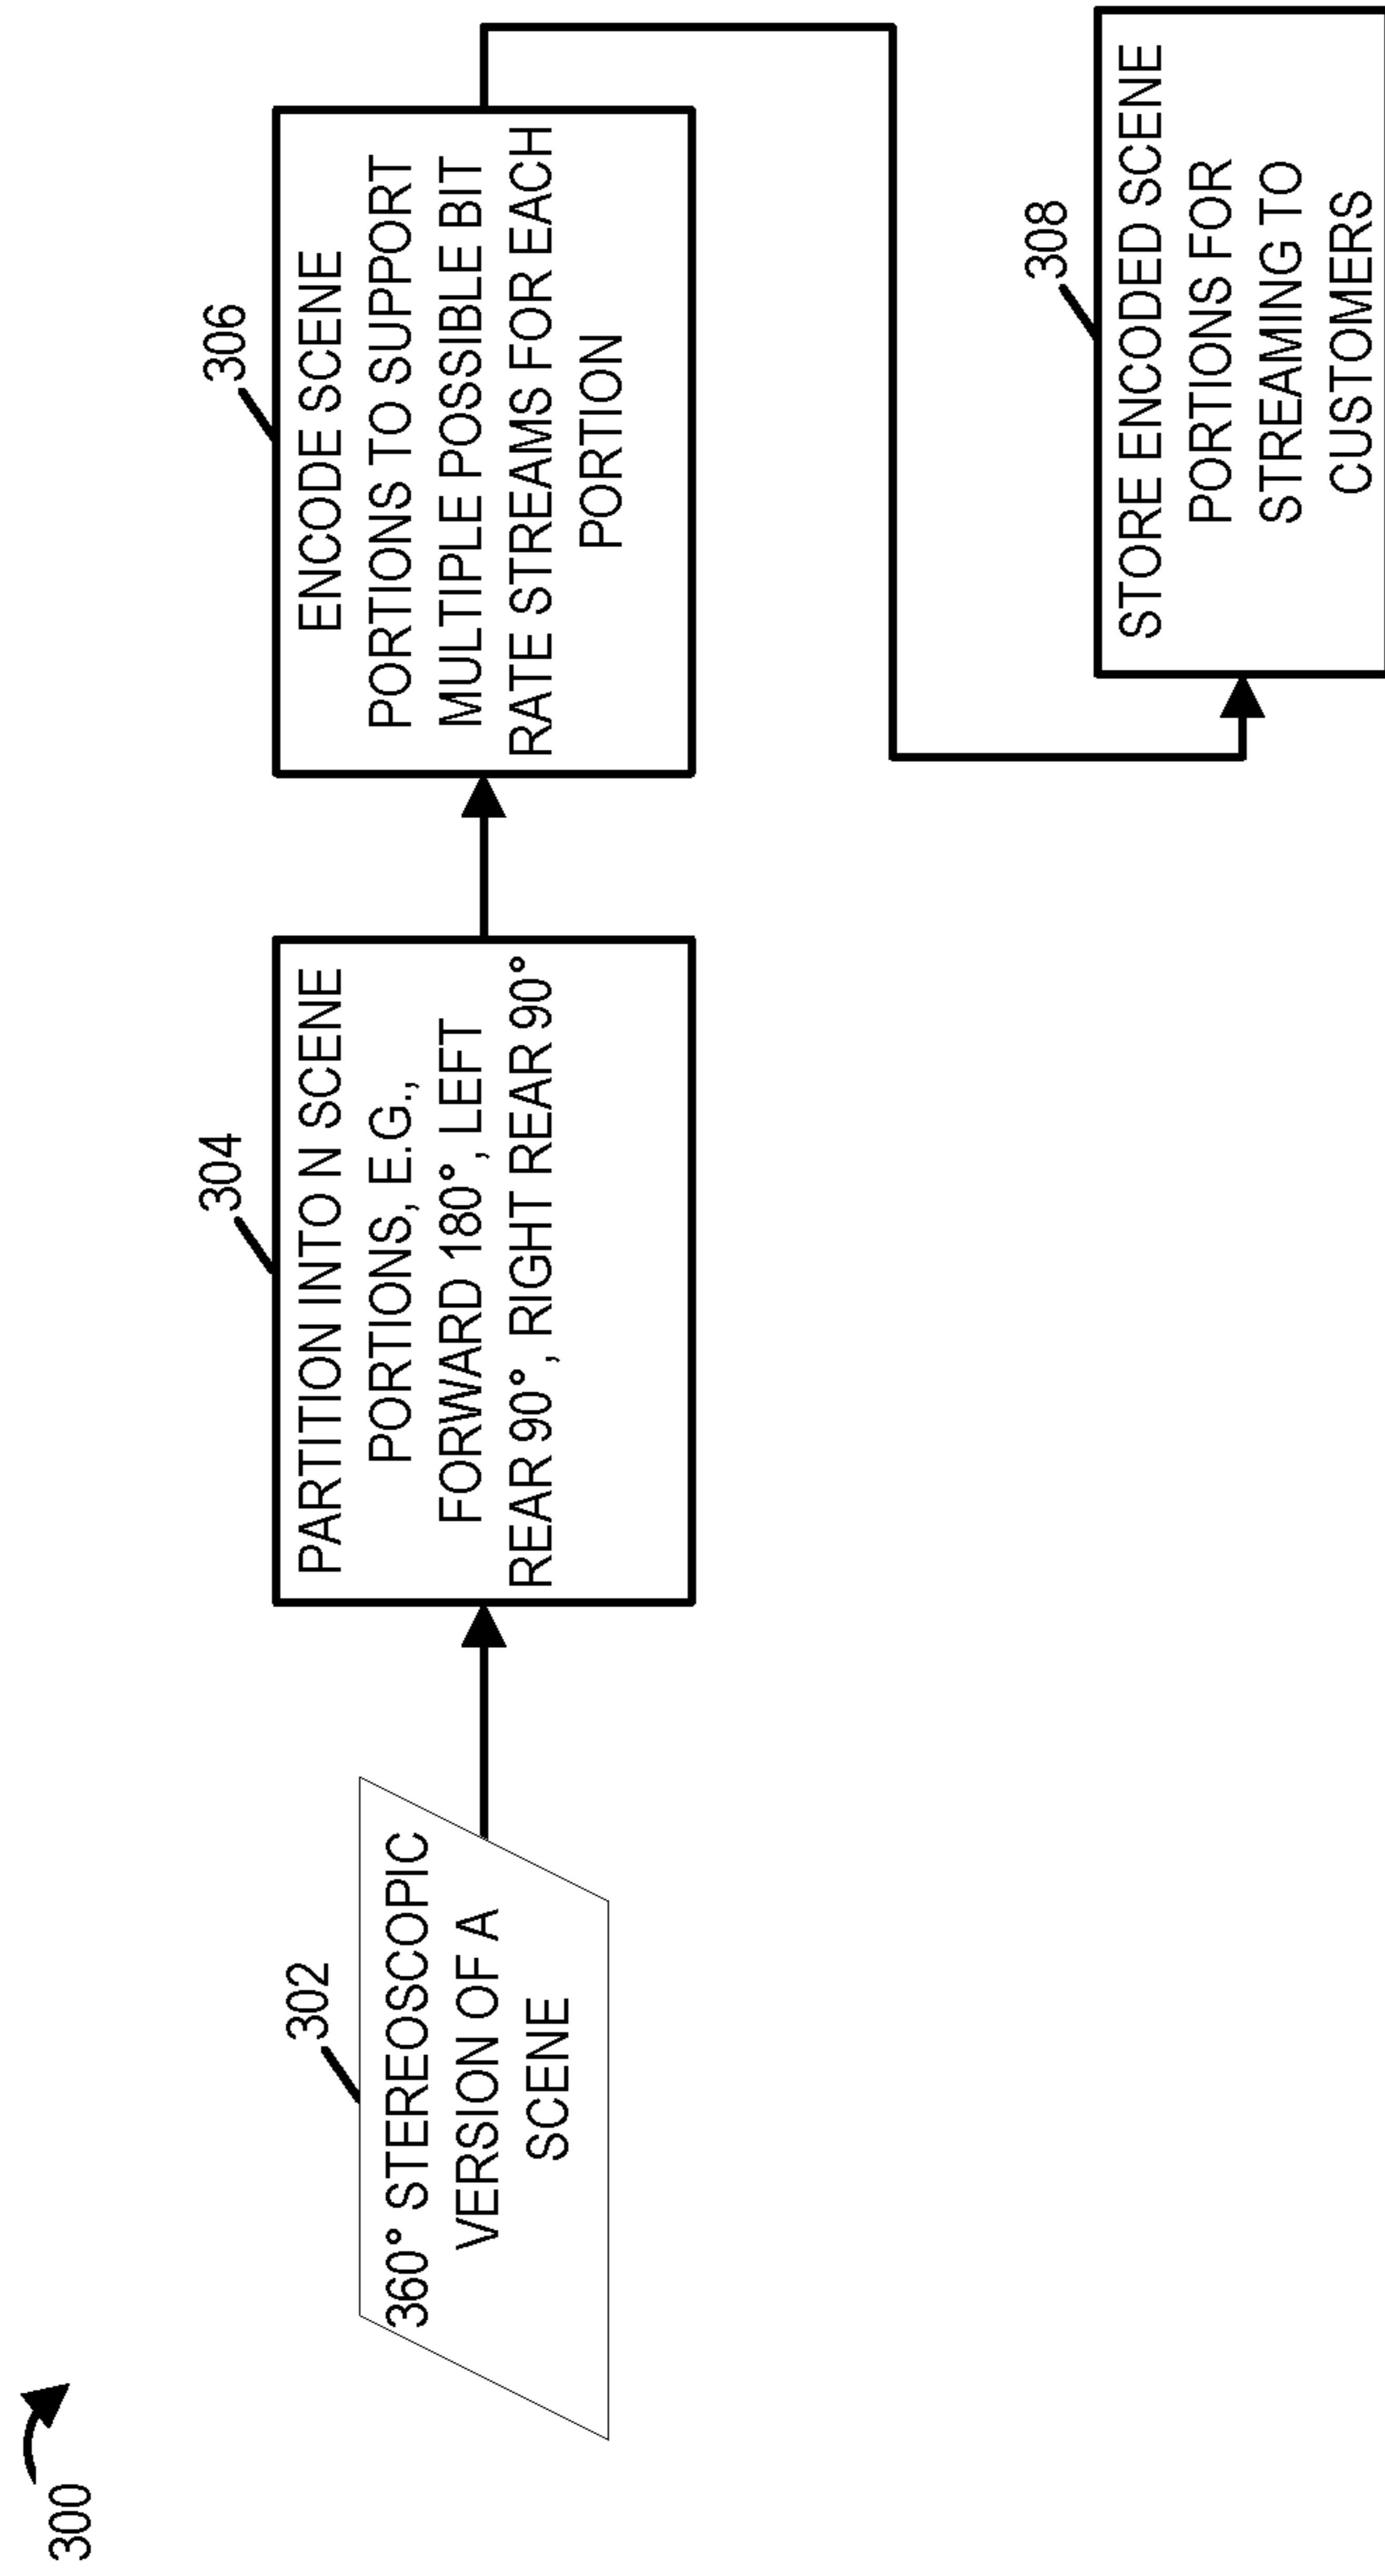 300
302
360° STEREOSCOPIC
VERSION OF A
SCENE
304
PARTITION INTO N SCENE
PORTIONS, E.G.,
FORWARD 180°, LEFT
REAR 90°, RIGHT REAR 90°
306
ENCODE SCENE
PORTIONS TO SUPPORT
MULTIPLE POSSIBLE BIT
RATE STREAMS FOR EACH
PORTION
308
STORE ENCODED SCENE
PORTIONS FOR
STREAMING TO
CUSTOMERS